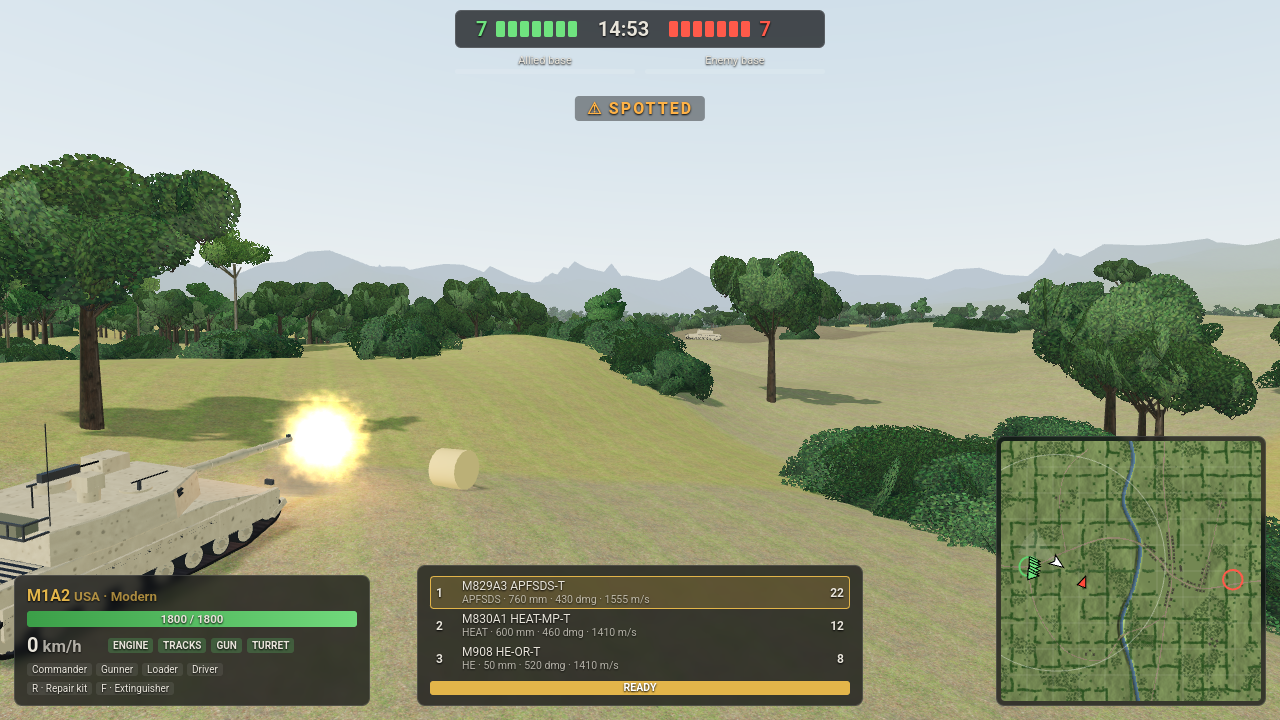 7 14:53 7
Allied base Enemy base
⚠ SPOTTED
M1A2 USA · Modern
1800 / 1800
0 km/h ENGINE TRACKS GUN TURRET
Commander Gunner Loader Driver
R · Repair kit F · Extinguisher
1 M829A3 APFSDS-T 22
APFSDS · 760 mm · 430 dmg · 1555 m/s
2 M830A1 HEAT-MP-T 12
HEAT · 600 mm · 460 dmg · 1410 m/s
3 M908 HE-OR-T 8
HE · 50 mm · 520 dmg · 1410 m/s
READY